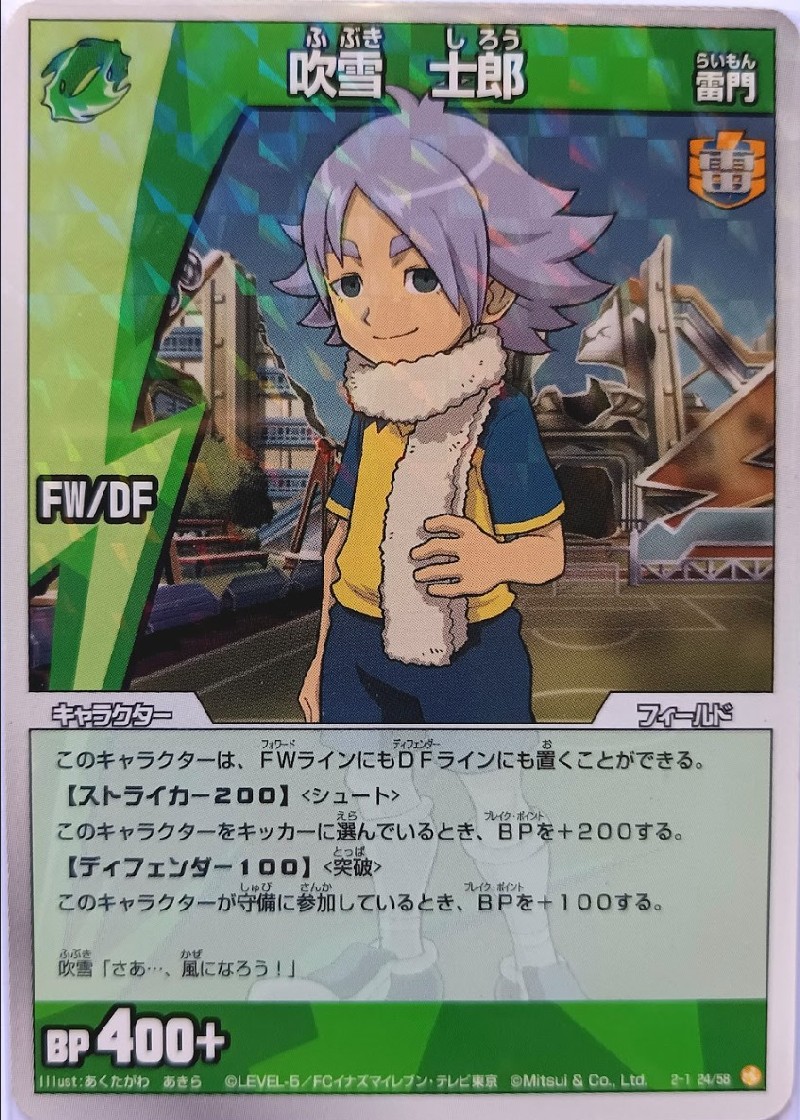 ふぶき しろう
吹雪 士郎
らいもん
雷門
雷
FW/DF
キャラクター
フィールド
フォワード ディフェンダー お
このキャラクターは、FWラインにもDFラインにも置くことができる。
【ストライカー200】<シュート>
えら ブレイク・ポイント
このキャラクターをキッカーに選んでいるとき、BPを+200する。
とっぱ
【ディフェンダー100】<突破>
しゅび さんか ブレイク・ポイント
このキャラクターが守備に参加しているとき、BPを+100する。
ふぶき かぜ
吹雪「さあ…、風になろう!」
BP 400+
Illust:あくたがわ あきら ©LEVEL-5/FCイナズマイレブン・テレビ東京 ©Mitsui & Co., Ltd. 2-1 24/58